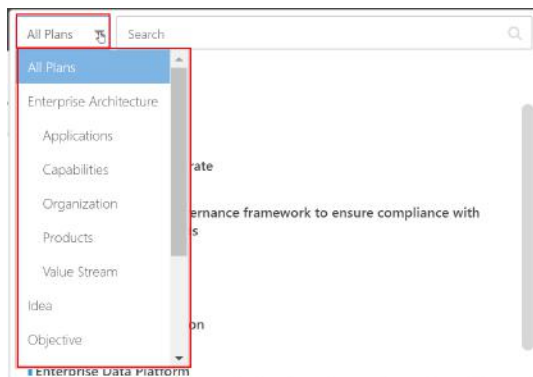 All Plans
Search
All Plans
Enterprise Architecture
Applications
Capabilities
rate
Organization
ernance framework to ensure compliance with
s
Products
Value Stream
Idea
on
Objective
Enterprise Data Platform